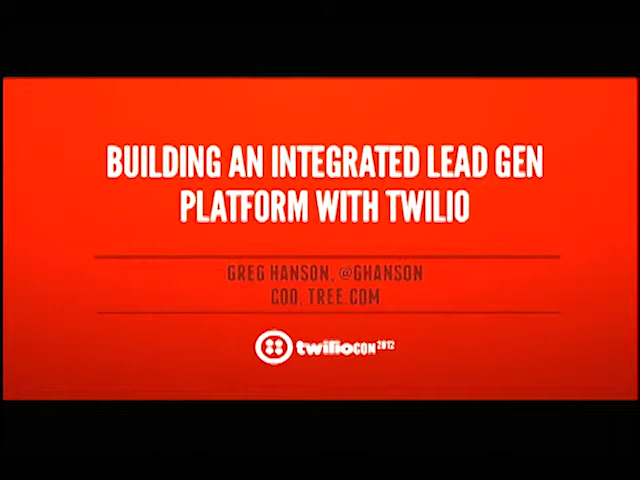 BUILDING AN INTEGRATED LEAD GEN
PLATFORM WITH TWILIO
GREG HANSON, @GHANSON
COO, TREE.COM
twilioCON 2012